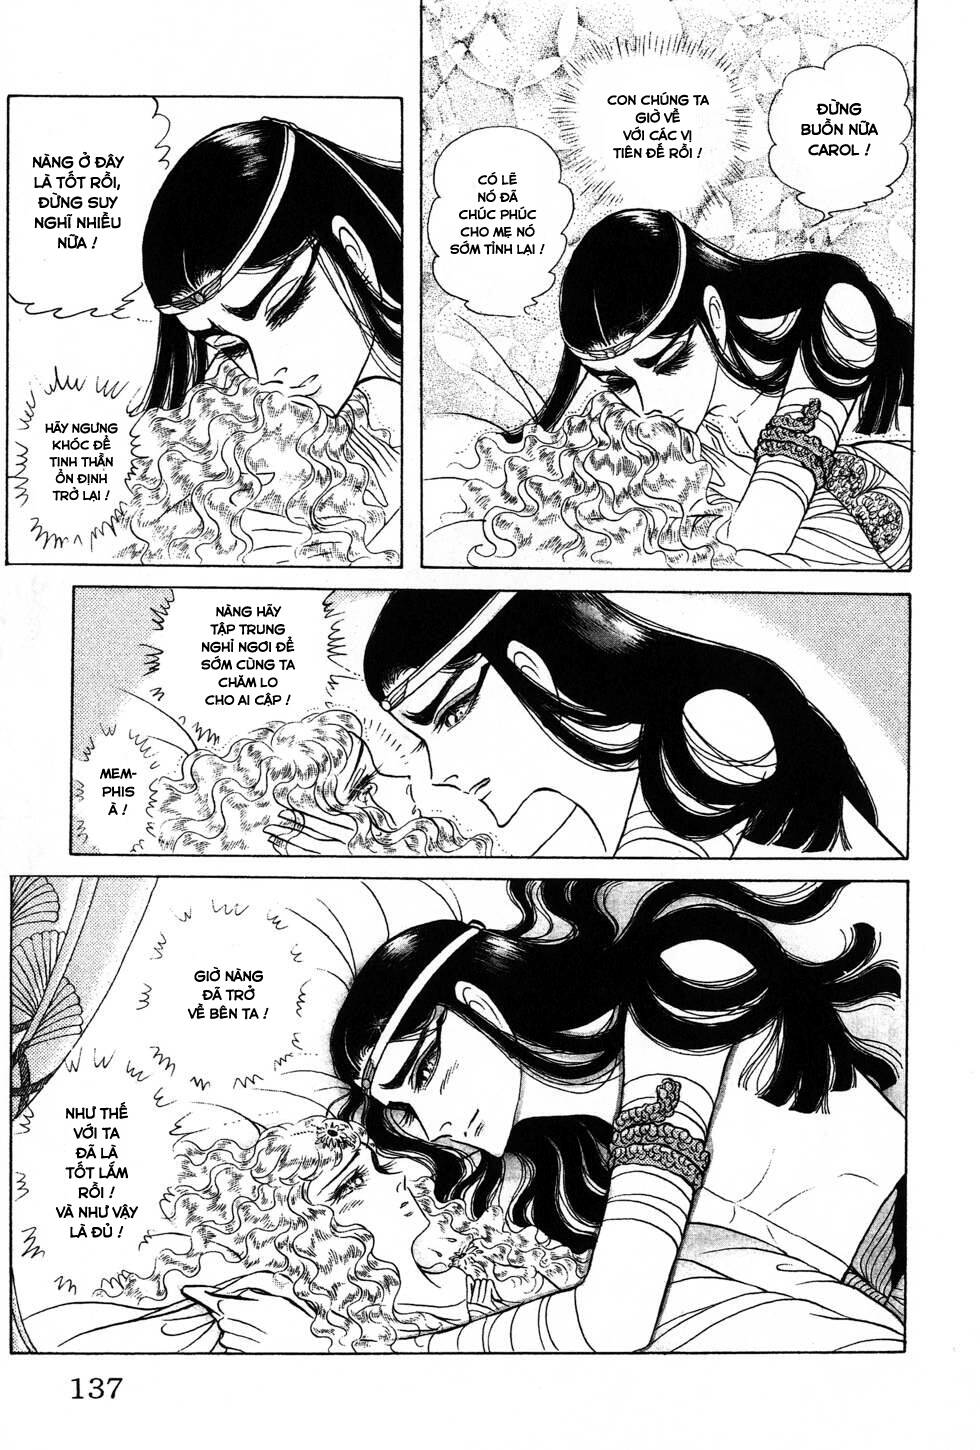 ĐỪNG
BUỒN NỮA
CAROL !
CON CHÚNG TA
GIỜ VỀ
VỚI CÁC VỊ
TIÊN ĐẾ RỒI !
CÓ LẼ
NÓ ĐÃ
CHÚC PHÚC
CHO MẸ NÓ
SỚM TỈNH LẠI !
NÀNG Ở ĐÂY
LÀ TỐT RỒI,
ĐỪNG SUY
NGHĨ NHIỀU
NỮA !
HÃY NGƯNG
KHÓC ĐỂ
TINH THẦN
ỔN ĐỊNH
TRỞ LẠI !
NÀNG HÃY
TẬP TRUNG
NGHỈ NGƠI ĐỂ
SỚM CÙNG TA
CHĂM LO
CHO AI CẬP !
MEM-
PHIS
À !
GIỜ NÀNG
ĐÃ TRỞ
VỀ BÊN TA !
NHƯ THẾ
VỚI TA
ĐÃ LÀ
TỐT LẮM
RỒI !
VÀ NHƯ VẬY
LÀ ĐỦ !
137